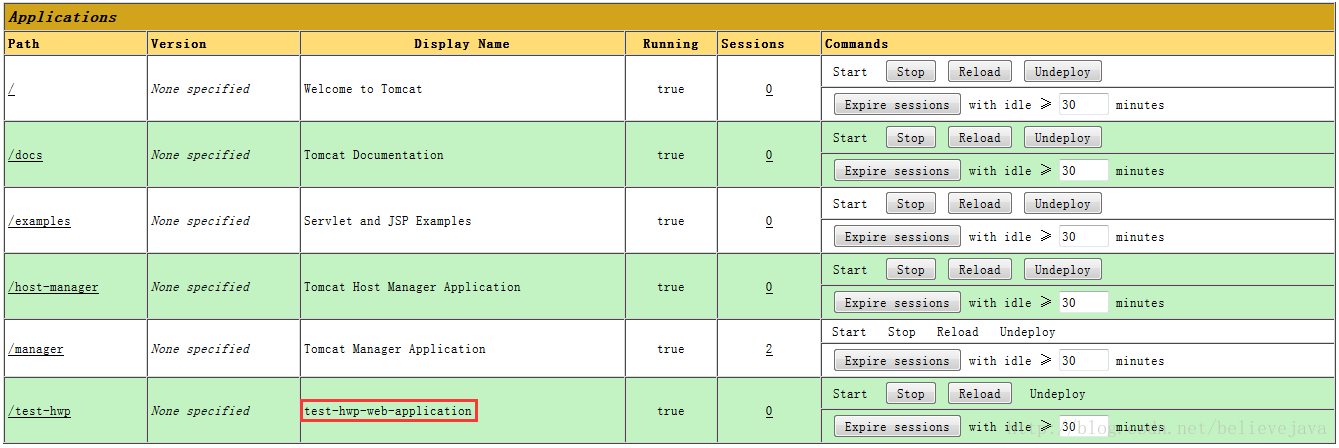 Applications
Path Version Display Name Running Sessions Commands
/ None specified Welcome to Tomcat true 0 Start Stop Reload Undeploy
Expire sessions with idle ≥ 30 minutes
/docs None specified Tomcat Documentation true 0 Start Stop Reload Undeploy
Expire sessions with idle ≥ 30 minutes
/examples None specified Servlet and JSP Examples true 0 Start Stop Reload Undeploy
Expire sessions with idle ≥ 30 minutes
/host-manager None specified Tomcat Host Manager Application true 0 Start Stop Reload Undeploy
Expire sessions with idle ≥ 30 minutes
/manager None specified Tomcat Manager Application true 2 Start Stop Reload Undeploy
Expire sessions with idle ≥ 30 minutes
/test-hwp None specified test-hwp-web-application true 0 Start Stop Reload Undeploy
Expire sessions with idle ≥ 30 minutes
http://blog.csdn.net/believejava